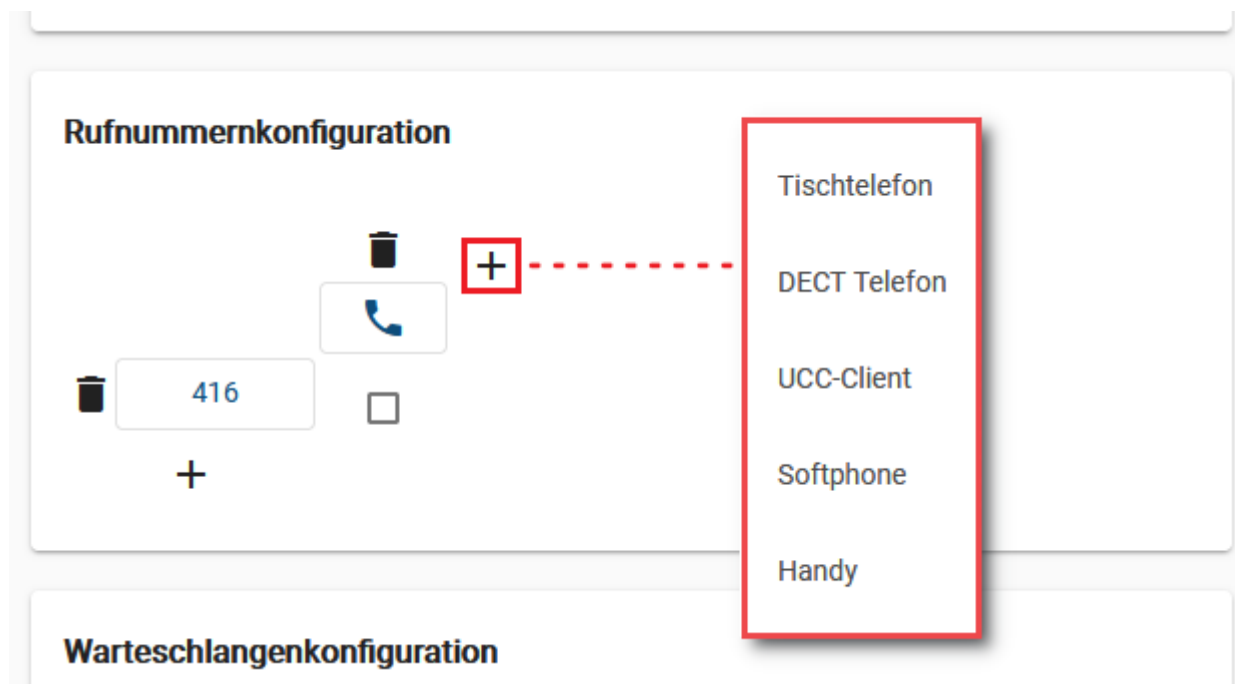 Rufnummernkonfiguration
Tischtelefon
DECT Telefon
UCC-Client
Softphone
Handy
416
Warteschlangenkonfiguration